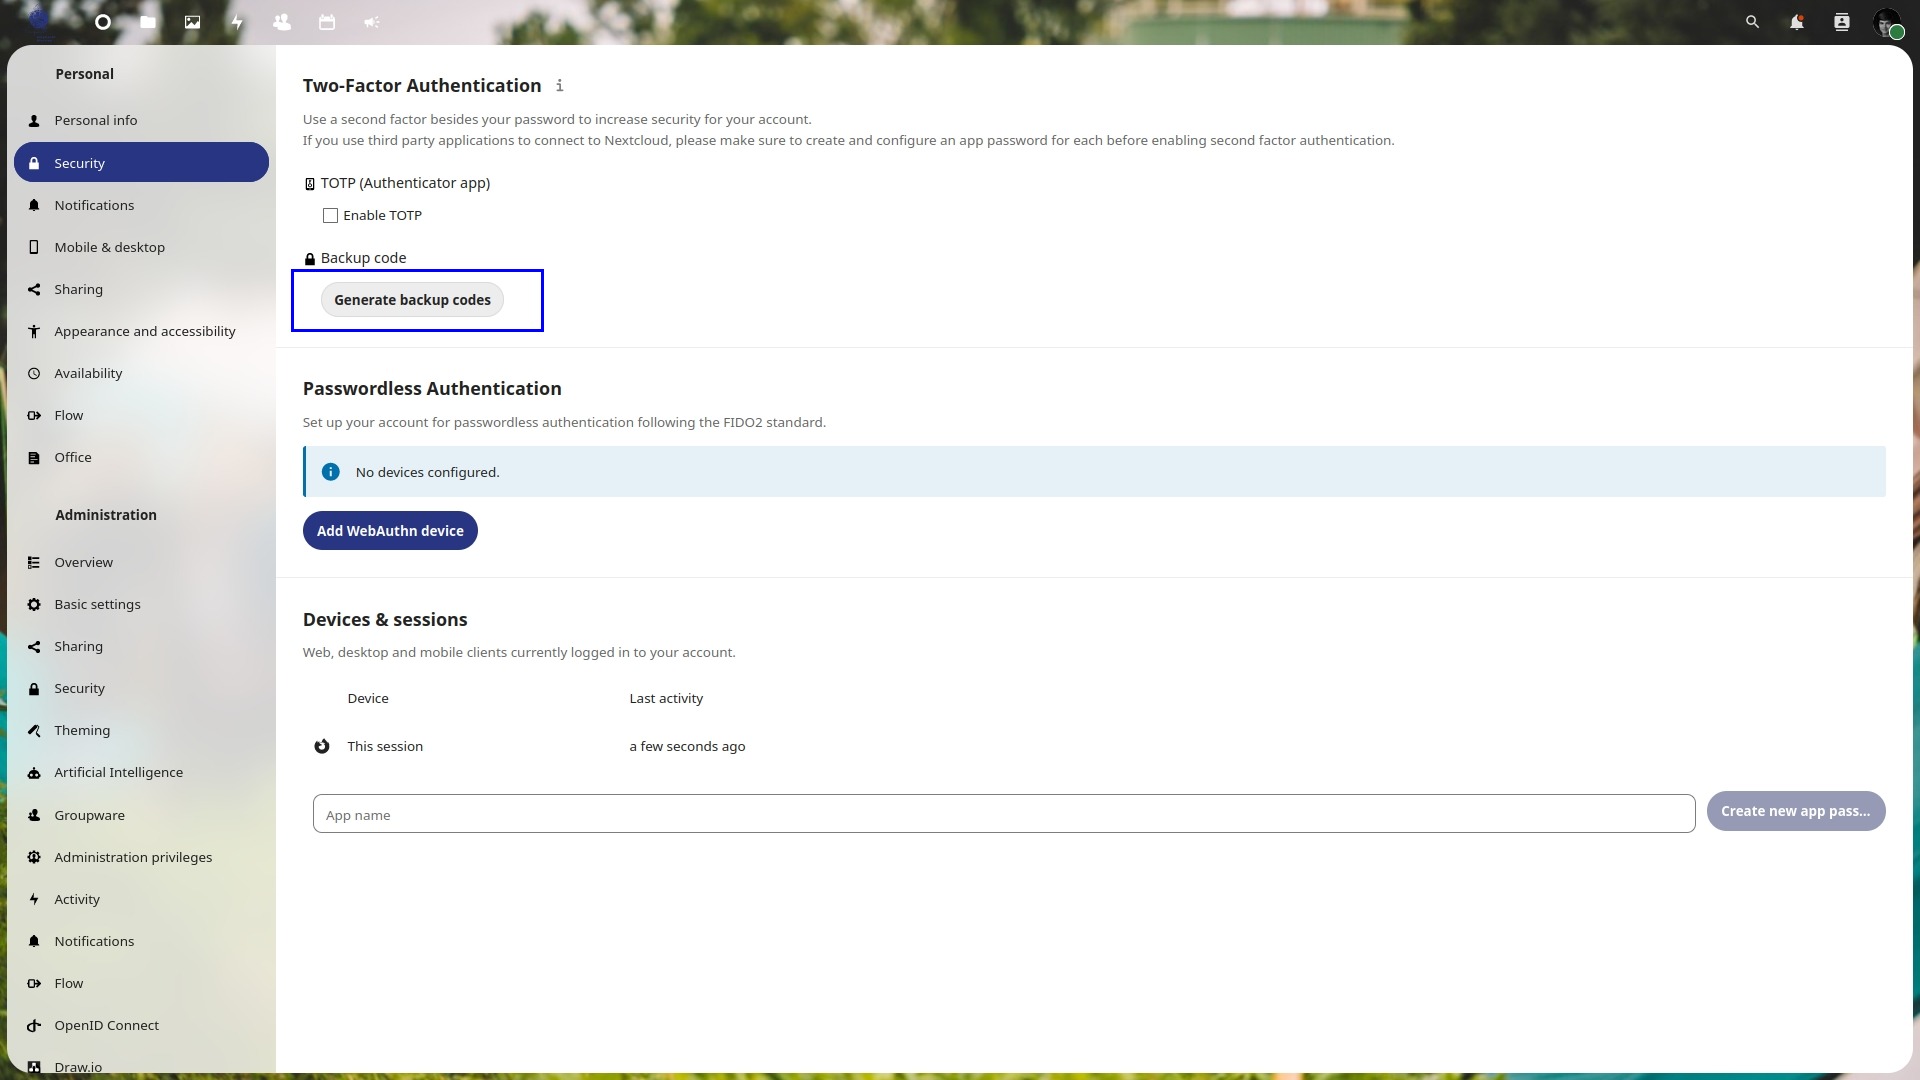 Personal
Personal info
Security
Notifications
Mobile & desktop
Sharing
Appearance and accessibility
Availability
Flow
Office
Administration
Overview
Basic settings
Sharing
Security
Theming
Artificial Intelligence
Groupware
Administration privileges
Activity
Notifications
Flow
OpenID Connect
Draw.io
Two-Factor Authentication
Use a second factor besides your password to increase security for your account.
If you use third party applications to connect to Nextcloud, please make sure to create and configure an app password for each before enabling second factor authentication.
TOTP (Authenticator app)
Enable TOTP
Backup code
Generate backup codes
Passwordless Authentication
Set up your account for passwordless authentication following the FIDO2 standard.
No devices configured.
Add WebAuthn device
Devices & sessions
Web, desktop and mobile clients currently logged in to your account.
Device Last activity
This session a few seconds ago
App name
Create new app pass...